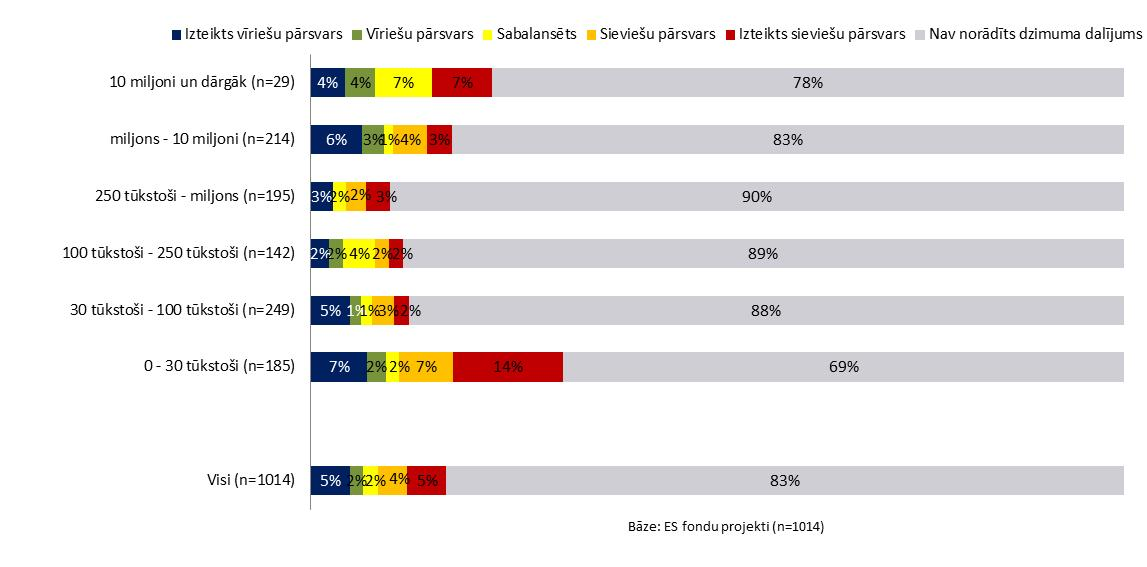 Izteikts vīriešu pārsvars Vīriešu pārsvars Sabalansēts Sieviešu pārsvars Izteikts sieviešu pārsvars Nav norādīts dzimuma dalījums
10 miljoni un dārgāk (n=29) 4% 4% 7% 7% 78%
miljons - 10 miljoni (n=214) 6% 3% 1% 4% 3% 83%
250 tūkstoši - miljons (n=195) 3% 2% 2% 3% 90%
100 tūkstoši - 250 tūkstoši (n=142) 2% 2% 4% 2% 2% 89%
30 tūkstoši - 100 tūkstoši (n=249) 5% 1% 1% 3% 2% 88%
0 - 30 tūkstoši (n=185) 7% 2% 2% 7% 14% 69%
Visi (n=1014) 5% 2% 2% 4% 5% 83%
Bāze: ES fondu projekti (n=1014)